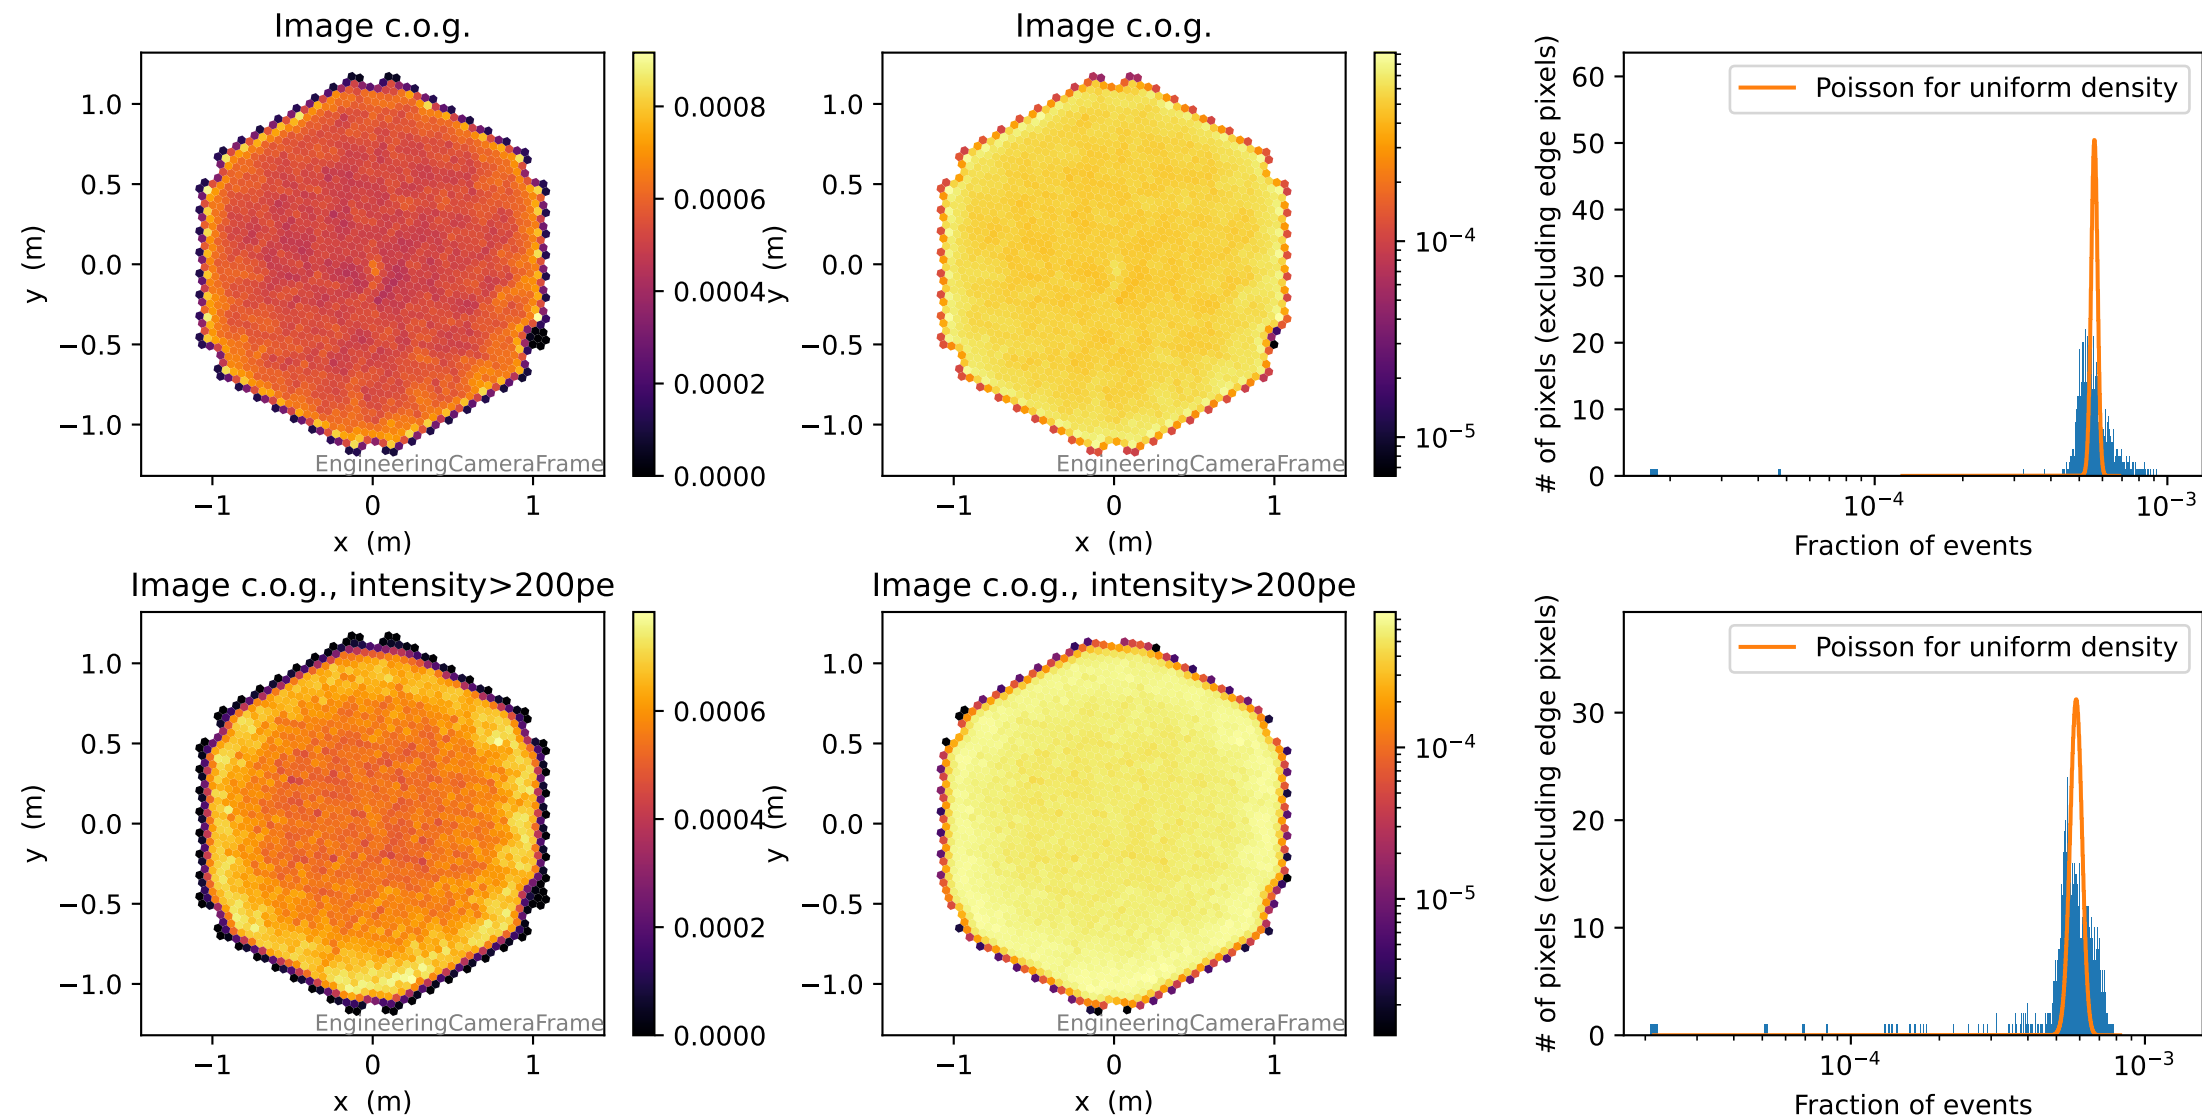 Image c.o.g.
y (m)
1.0
0.5
0.0
−0.5
−1.0
EngineeringCameraFrame
−1 0 1
x (m)
0.0008
0.0006
0.0004
0.0002
0.0000
Image c.o.g.
y (m)
1.0
0.5
0.0
−0.5
−1.0
EngineeringCameraFrame
−1 0 1
x (m)
10⁻⁴
10⁻⁵
# of pixels (excluding edge pixels)
60
50
40
30
20
10
0
Poisson for uniform density
10⁻⁴ 10⁻³
Fraction of events
Image c.o.g., intensity>200pe
y (m)
1.0
0.5
0.0
−0.5
−1.0
EngineeringCameraFrame
−1 0 1
x (m)
0.0006
0.0004
0.0002
0.0000
Image c.o.g., intensity>200pe
y (m)
1.0
0.5
0.0
−0.5
−1.0
EngineeringCameraFrame
−1 0 1
x (m)
10⁻⁴
10⁻⁵
# of pixels (excluding edge pixels)
30
20
10
0
Poisson for uniform density
10⁻⁴ 10⁻³
Fraction of events